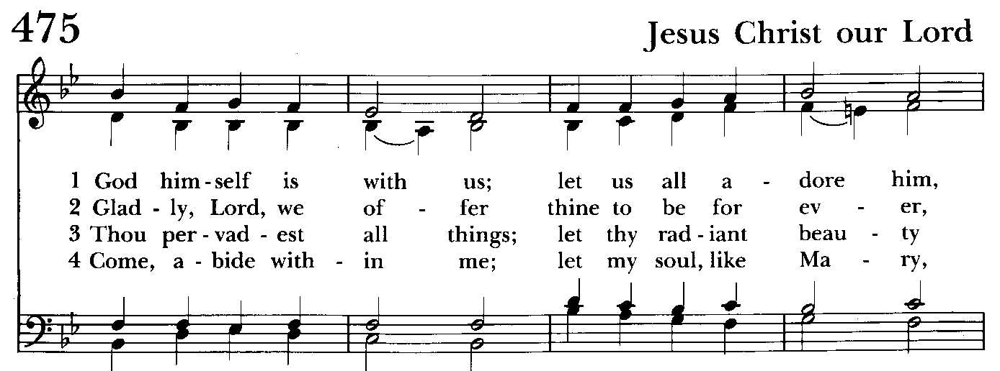 475 Jesus Christ our Lord
1 God him - self is with us; let us all a - dore him,
2 Glad - ly, Lord, we of - fer thine to be for ev - er,
3 Thou per - vad - est all things; let thy rad - iant beau - ty
4 Come, a - bide with - in me; let my soul, like Ma - ry,